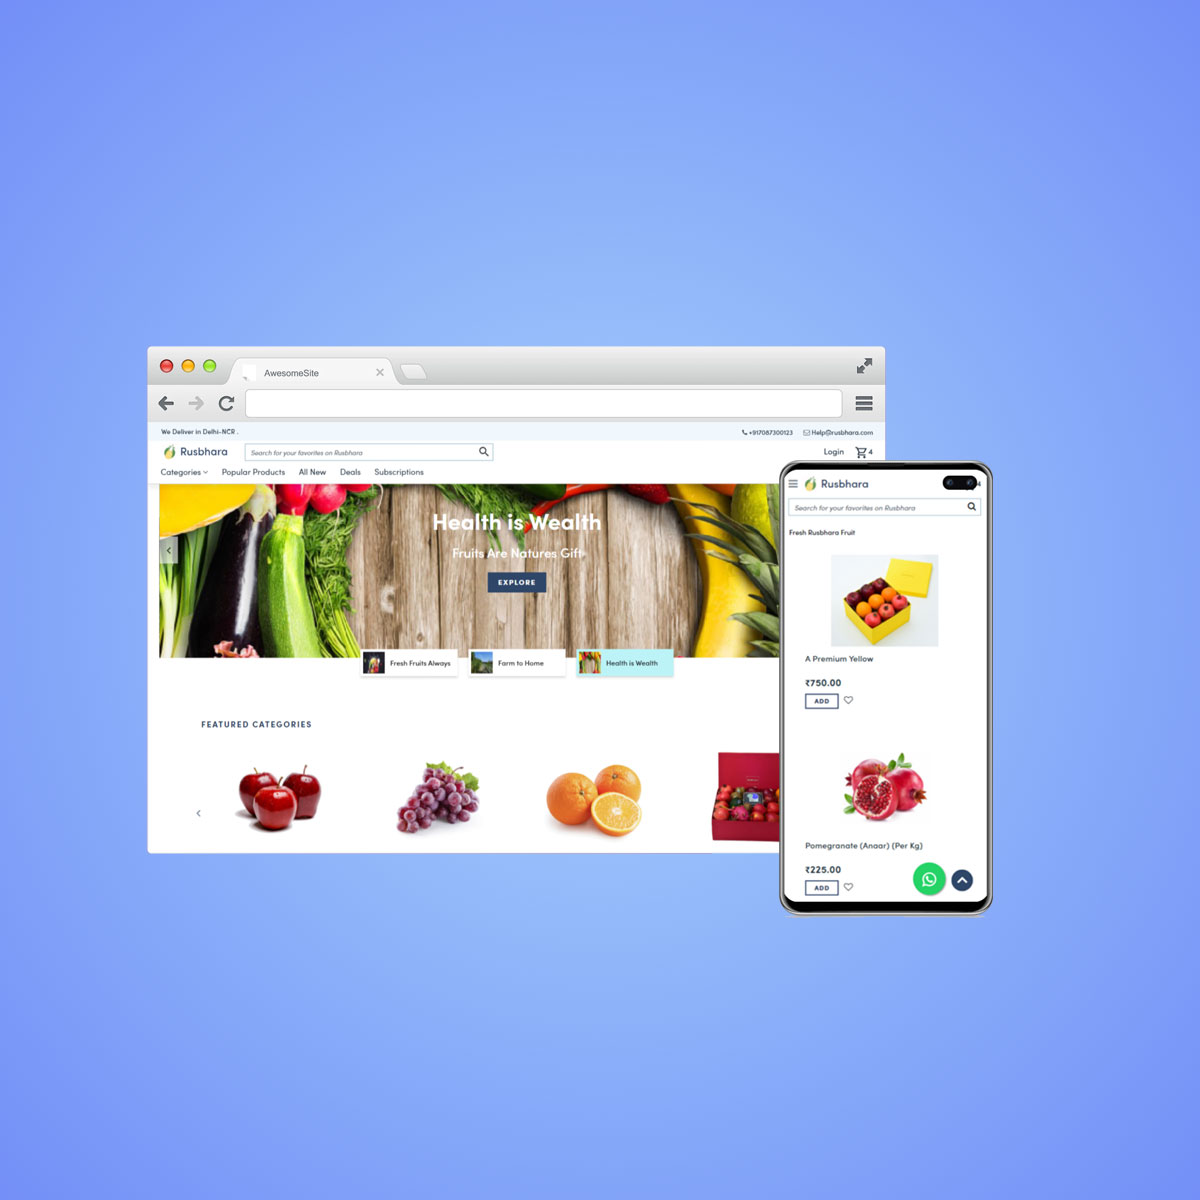 AwesomeSite
We Deliver in Delhi-NCR .
+917087300123 Help@rusbhara.com
Rusbhara
Search for your favorites on Rusbhara
Login 4
Categories Popular Products All New Deals Subscriptions
Health is Wealth
Fruits Are Natures Gift
EXPLORE
Fresh Fruits Always Farm to Home Health is Wealth
FEATURED CATEGORIES
Rusbhara
4
Search for your favorites on Rusbhara
Fresh Rusbhara Fruit
A Premium Yellow
₹750.00
ADD
Pomegranate (Anaar) (Per Kg)
₹225.00
ADD